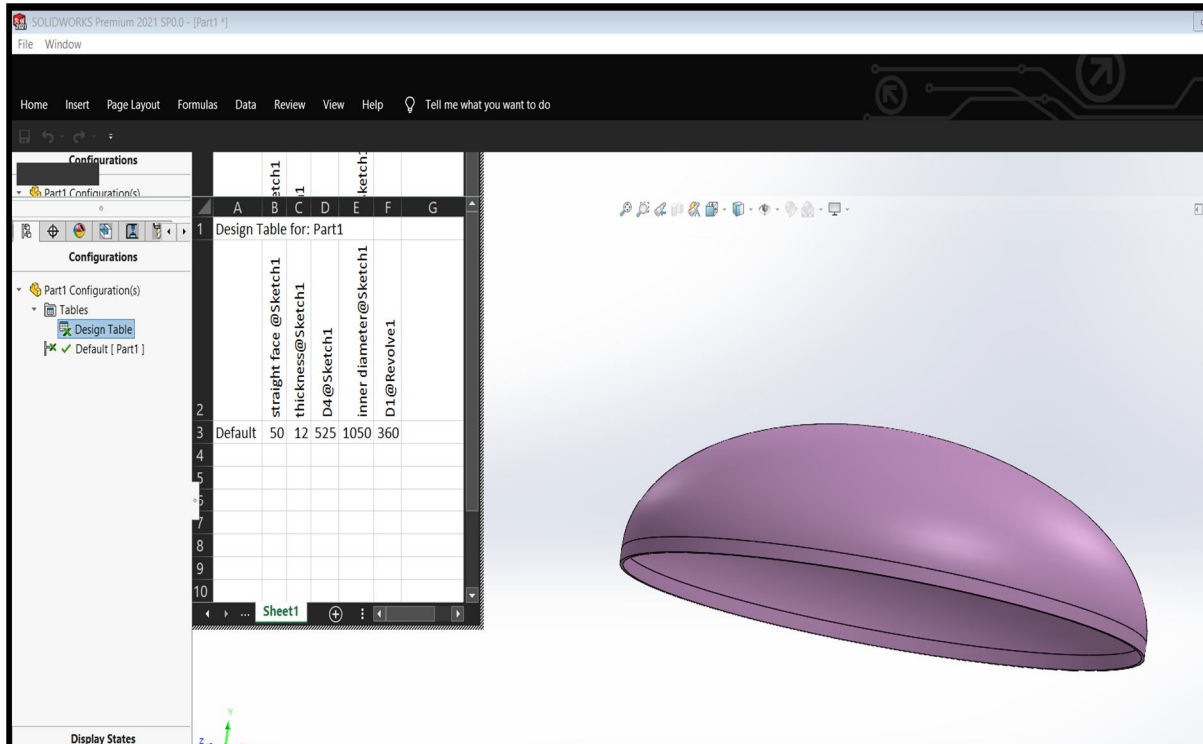 SOLIDWORKS Premium 2021 SP0.0 - [Part1 *]
File Window
Home Insert Page Layout Formulas Data Review View Help Tell me what you want to do
Configurations
Part1 Configuration(s)
Configurations
Part1 Configuration(s)
Tables
Design Table
Default [ Part1 ]
Display States
A B C D E F G
1 Design Table for: Part1
2 straight face @Sketch1 thickness@Sketch1 D4@Sketch1 inner diameter@Sketch1 D1@Revolve1
3 Default 50 12 525 1050 360
4
5
7
8
9
10
... Sheet1
Y
Z